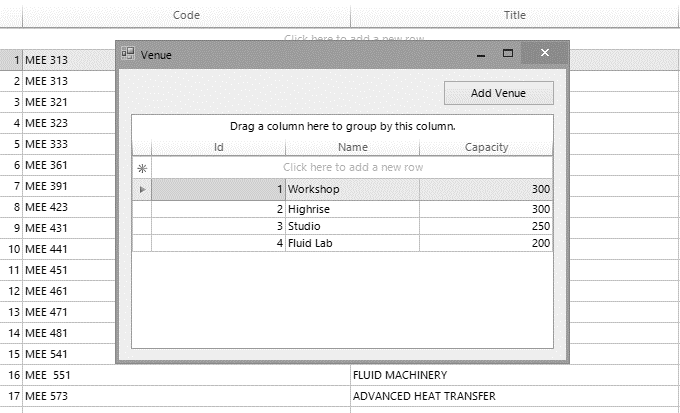 Code Title
Click here to add a new row
Venue
1 MEE 313
2 MEE 313
3 MEE 321
4 MEE 323
5 MEE 333
6 MEE 361
7 MEE 391
8 MEE 423
9 MEE 431
10 MEE 441
11 MEE 451
12 MEE 461
13 MEE 471
14 MEE 481
15 MEE 541
16 MEE 551 FLUID MACHINERY
17 MEE 573 ADVANCED HEAT TRANSFER
Add Venue
Drag a column here to group by this column.
Id Name Capacity
Click here to add a new row
1 Workshop 300
2 Highrise 300
3 Studio 250
4 Fluid Lab 200